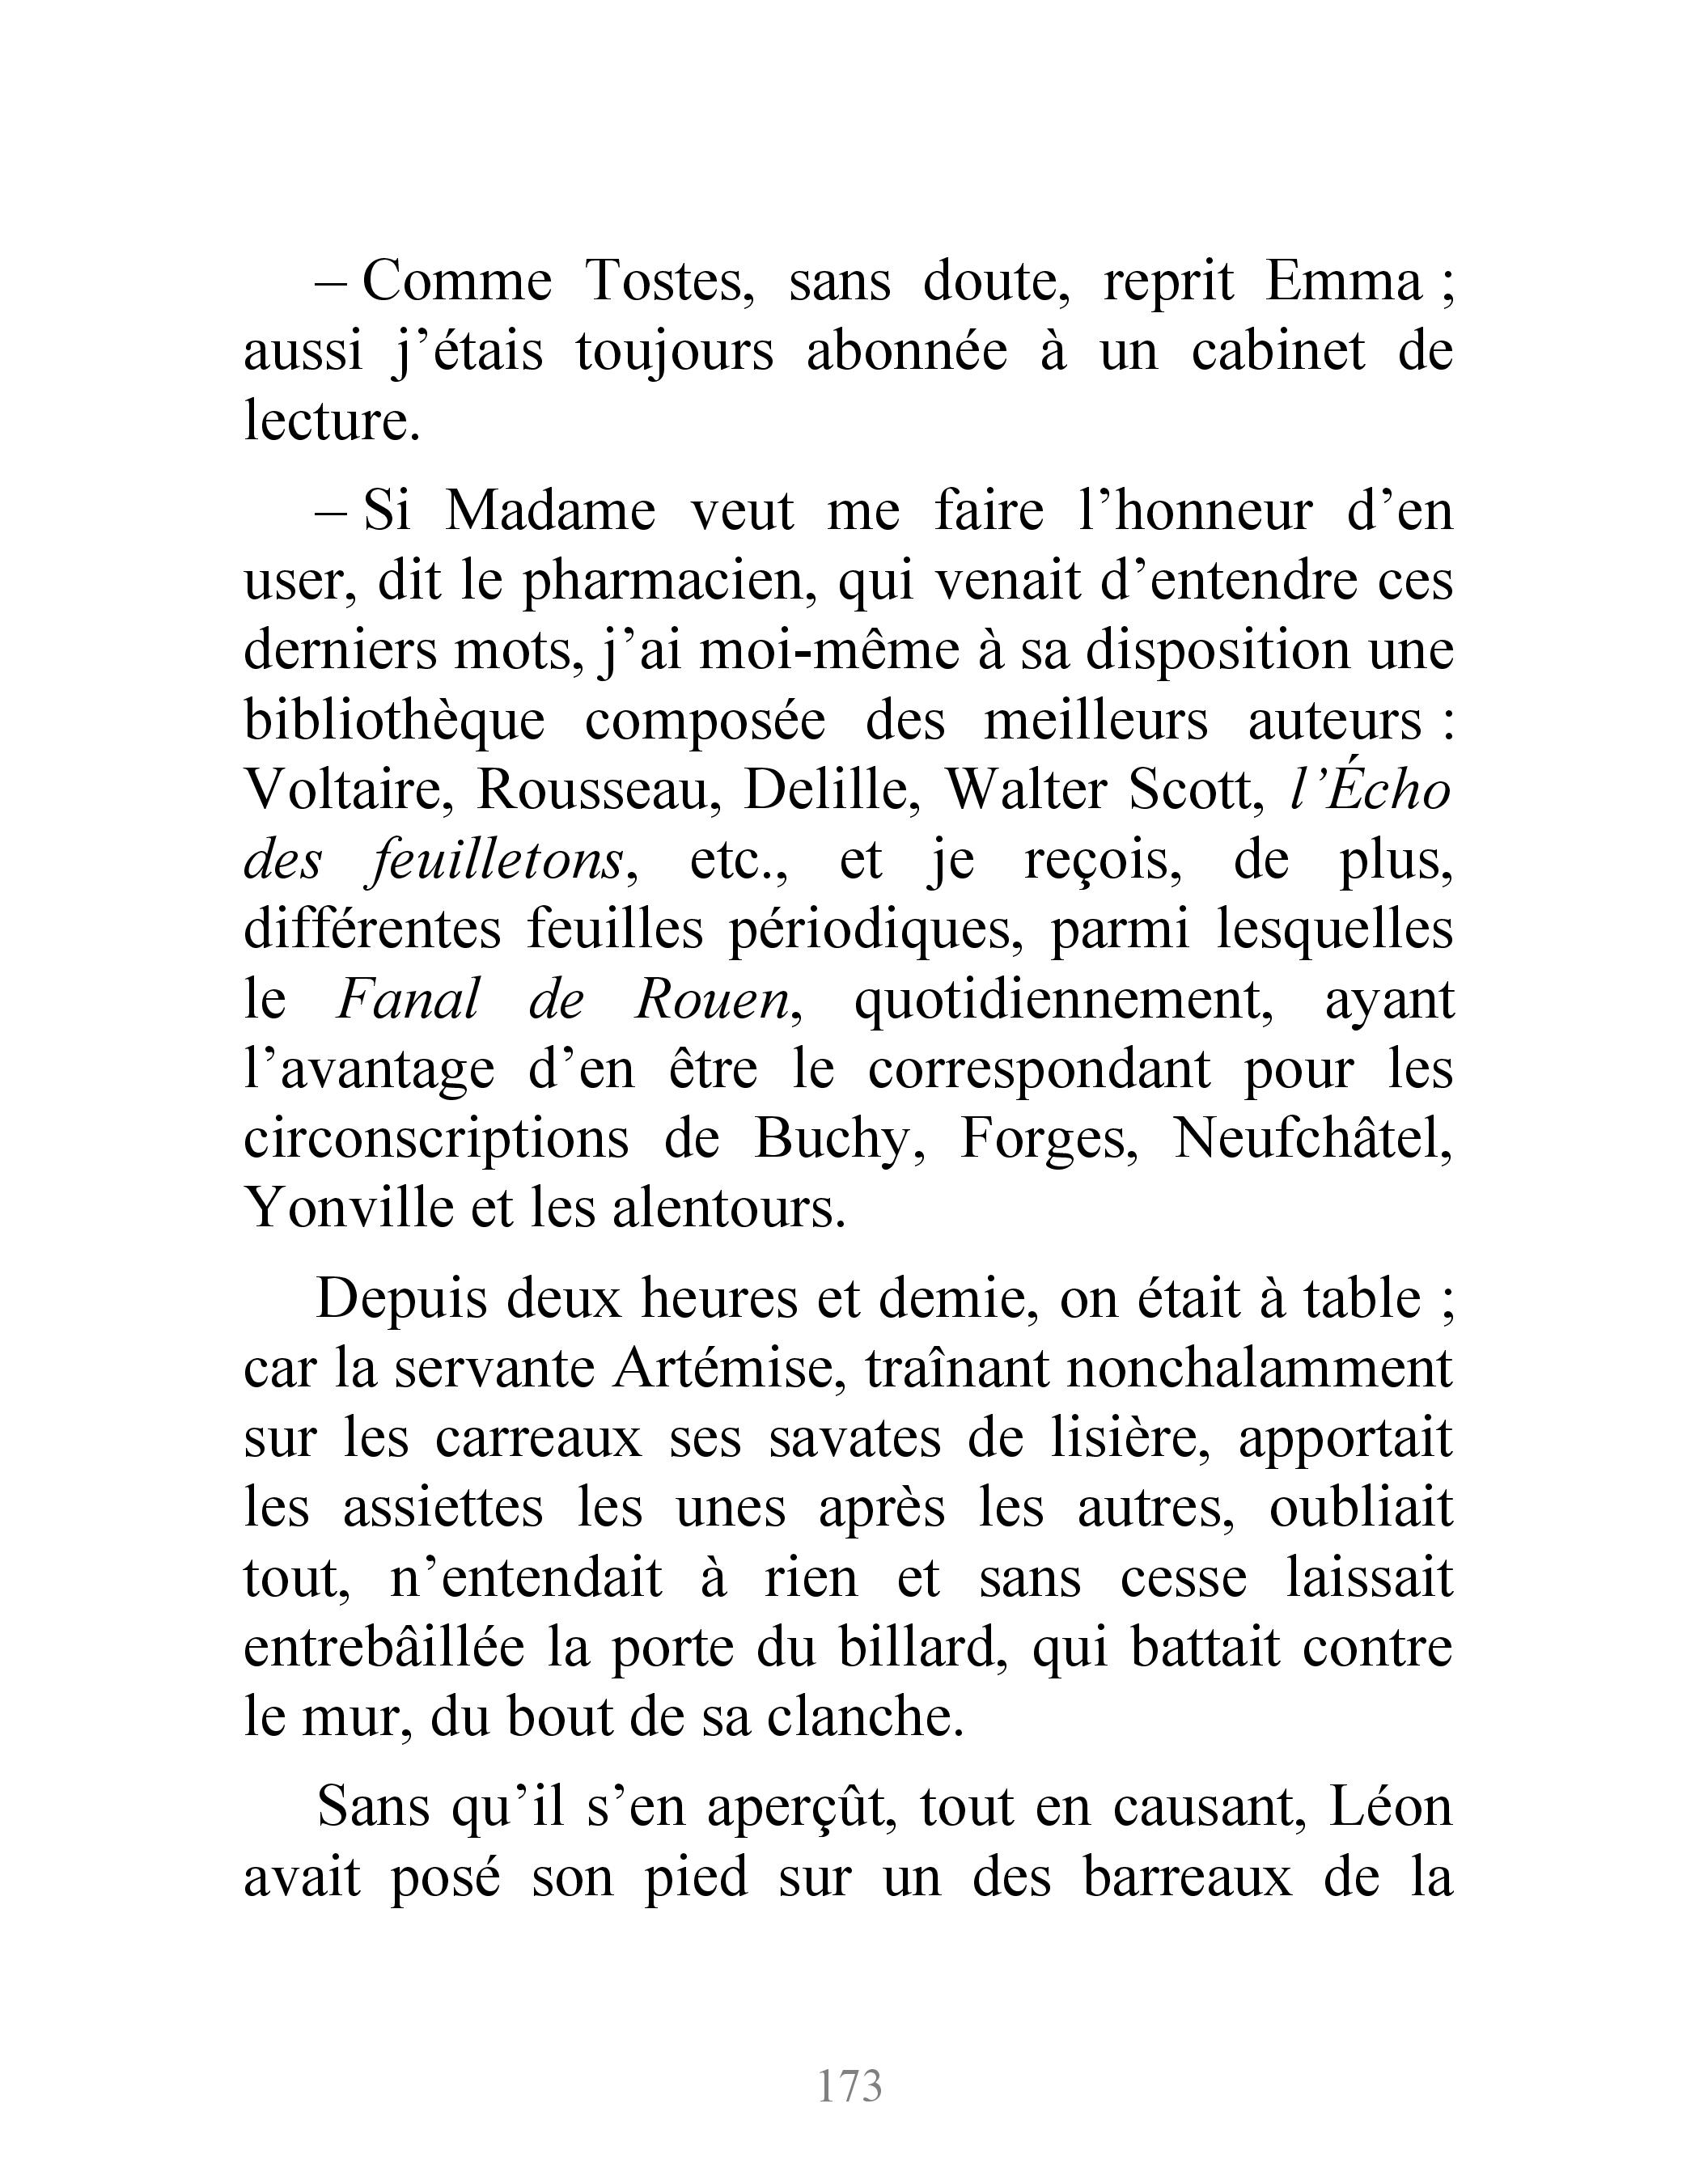 – Comme Tostes, sans doute, reprit Emma ;
aussi j’étais toujours abonnée à un cabinet de
lecture.
– Si Madame veut me faire l’honneur d’en
user, dit le pharmacien, qui venait d’entendre ces
derniers mots, j’ai moi-même à sa disposition une
bibliothèque composée des meilleurs auteurs :
Voltaire, Rousseau, Delille, Walter Scott, l’Écho
des feuilletons, etc., et je reçois, de plus,
différentes feuilles périodiques, parmi lesquelles
le Fanal de Rouen, quotidiennement, ayant
l’avantage d’en être le correspondant pour les
circonscriptions de Buchy, Forges, Neufchâtel,
Yonville et les alentours.
Depuis deux heures et demie, on était à table ;
car la servante Artémise, traînant nonchalamment
sur les carreaux ses savates de lisière, apportait
les assiettes les unes après les autres, oubliait
tout, n’entendait à rien et sans cesse laissait
entrebâillée la porte du billard, qui battait contre
le mur, du bout de sa clanche.
Sans qu’il s’en aperçût, tout en causant, Léon
avait posé son pied sur un des barreaux de la
173